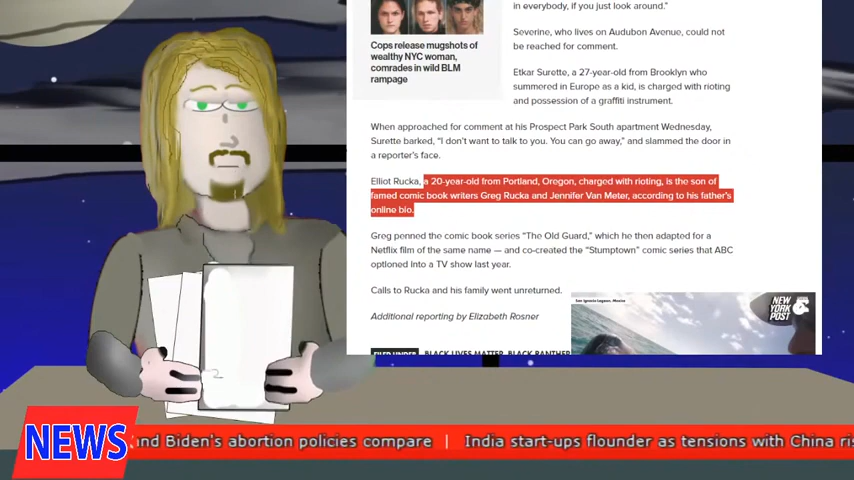 in everybody, if you just look around."
Severine, who lives on Audubon Avenue, could not
be reached for comment.
Cops release mugshots of
wealthy NYC woman,
comrades in wild BLM
rampage
Etkar Surette, a 27-year-old from Brooklyn who
summered in Europe as a kid, is charged with rioting
and possession of a graffiti instrument.
When approached for comment at his Prospect Park South apartment Wednesday,
Surette barked, "I don't want to talk to you. You can go away," and slammed the door in
a reporter's face.
Elliot Rucka, a 20-year-old from Portland, Oregon, charged with rioting, is the son of
famed comic book writers Greg Rucka and Jennifer Van Meter, according to his father's
online bio.
Greg penned the comic book series "The Old Guard," which he then adapted for a
Netflix film of the same name — and co-created the "Stumptown" comic series that ABC
optioned into a TV show last year.
Calls to Rucka and his family went unreturned.
Additional reporting by Elizabeth Rosner
San Ignacio Lagoon, Mexico
NEW
YORK
POST
FILED UNDER BLACK LIVES MATTER, BLACK PANTHER
NEWS
and Biden's abortion policies compare | India start-ups flounder as tensions with China ris